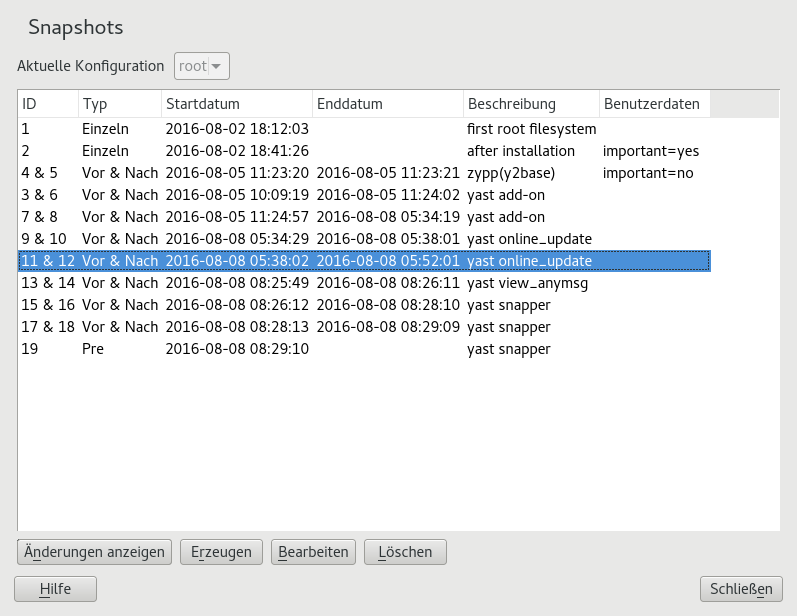 Snapshots
Aktuelle Konfiguration root
ID Typ Startdatum Enddatum Beschreibung Benutzerdaten
1 Einzeln 2016-08-02 18:12:03 first root filesystem
2 Einzeln 2016-08-02 18:41:26 after installation important=yes
4 & 5 Vor & Nach 2016-08-05 11:23:20 2016-08-05 11:23:21 zypp(y2base) important=no
3 & 6 Vor & Nach 2016-08-05 10:09:19 2016-08-05 11:24:02 yast add-on
7 & 8 Vor & Nach 2016-08-05 11:24:57 2016-08-08 05:34:19 yast add-on
9 & 10 Vor & Nach 2016-08-08 05:34:29 2016-08-08 05:38:01 yast online_update
11 & 12 Vor & Nach 2016-08-08 05:38:02 2016-08-08 05:52:01 yast online_update
13 & 14 Vor & Nach 2016-08-08 08:25:49 2016-08-08 08:26:11 yast view_anymsg
15 & 16 Vor & Nach 2016-08-08 08:26:12 2016-08-08 08:28:10 yast snapper
17 & 18 Vor & Nach 2016-08-08 08:28:13 2016-08-08 08:29:09 yast snapper
19 Pre 2016-08-08 08:29:10 yast snapper
Änderungen anzeigen Erzeugen Bearbeiten Löschen
Hilfe Schließen